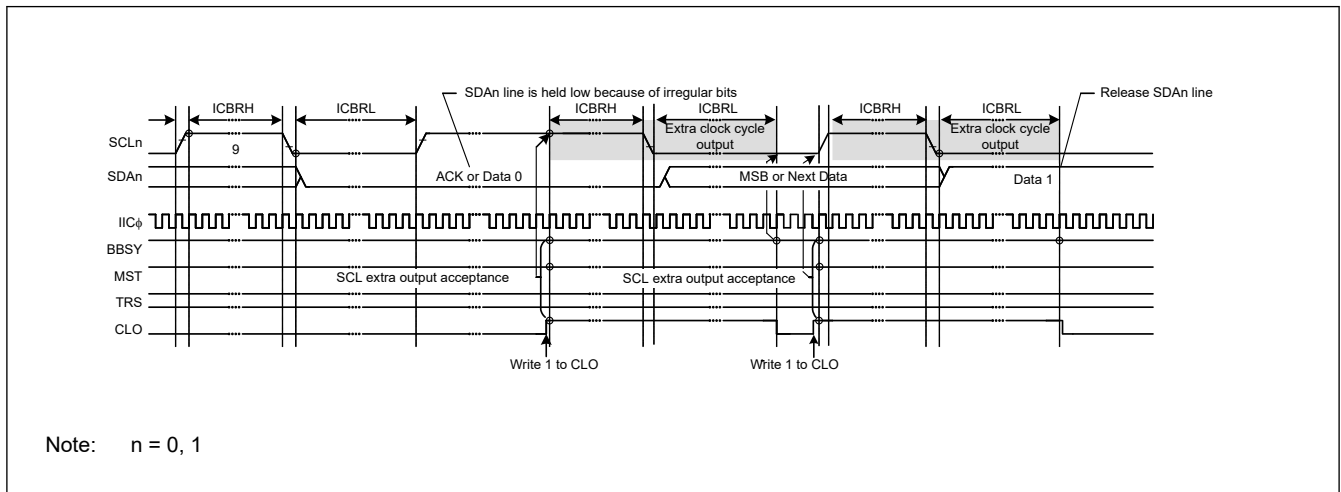 SDAn line is held low because of irregular bits
Release SDAn line
ICBRH
ICBRL
ICBRH
ICBRL
ICBRH
ICBRL
SCLn
9
Extra clock cycle
output
Extra clock cycle
output
SDAn
ACK or Data 0
MSB or Next Data
Data 1
IICϕ
BBSY
MST
SCL extra output acceptance
SCL extra output acceptance
TRS
CLO
Write 1 to CLO
Write 1 to CLO
Note: n = 0, 1